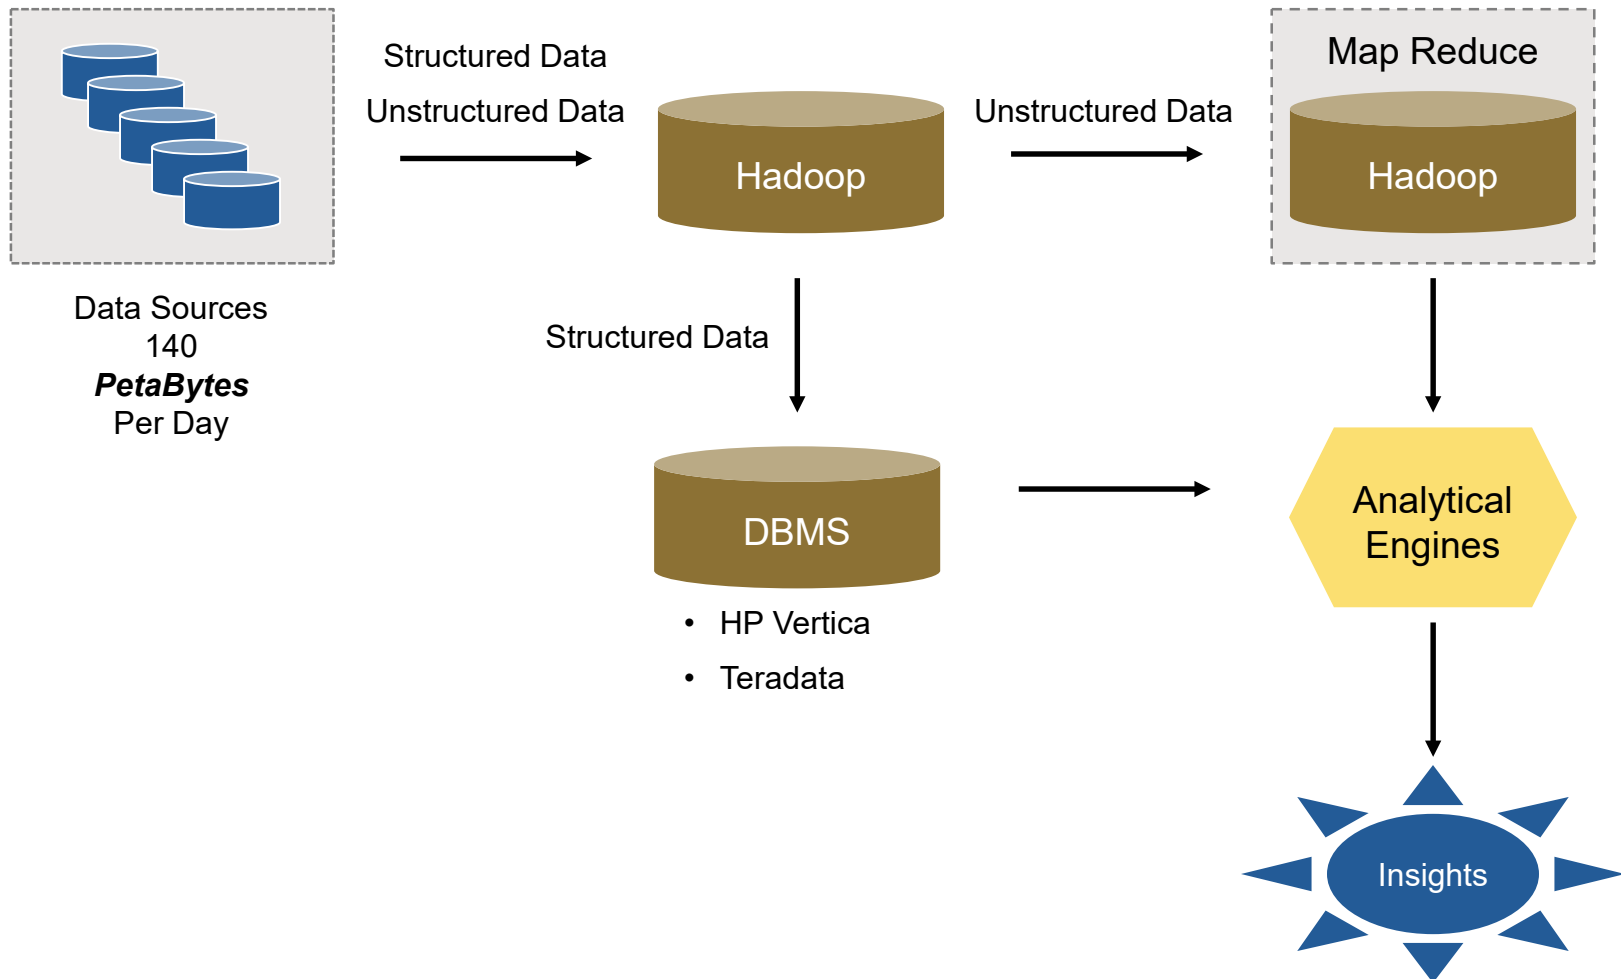 Structured Data
Unstructured Data
Hadoop
Unstructured Data
Map Reduce
Hadoop
Data Sources
140
PetaBytes
Per Day
Structured Data
DBMS
• HP Vertica
• Teradata
Analytical
Engines
Insights